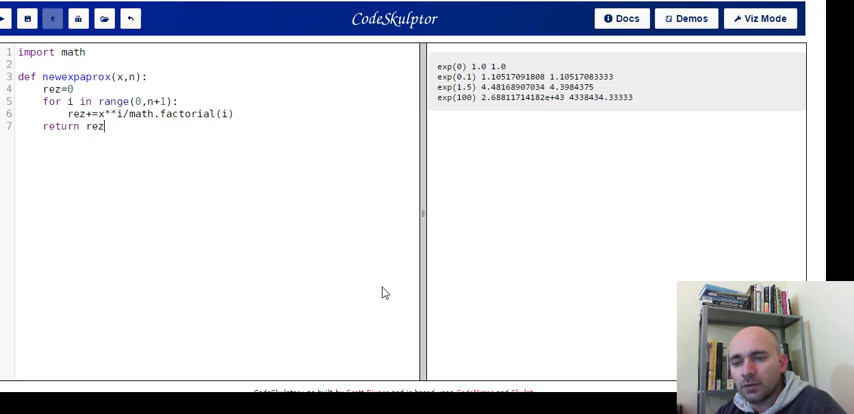 CodeSkulptor
Docs
Demos
Viz Mode
1 import math
2
3 def newexpaprox(x,n):
4 rez=0
5 for i in range(0,n+1):
6 rez+=x**i/math.factorial(i)
7 return rez
exp(0) 1.0 1.0
exp(0.1) 1.10517091808 1.10517083333
exp(1.5) 4.48168907034 4.3984375
exp(100) 2.68811714182e+43 4338434.33333